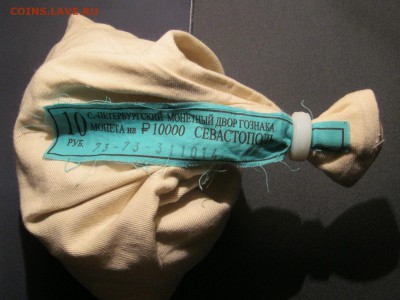 COINS.LAVE.RU
С-ПЕТЕРБУРГСКИЙ МОНЕТНЫЙ ДВОР ГОЗНАКА
10 МОНЕТА на ₽ 10000 СЕВАСТОПОЛЬ
РУБ.